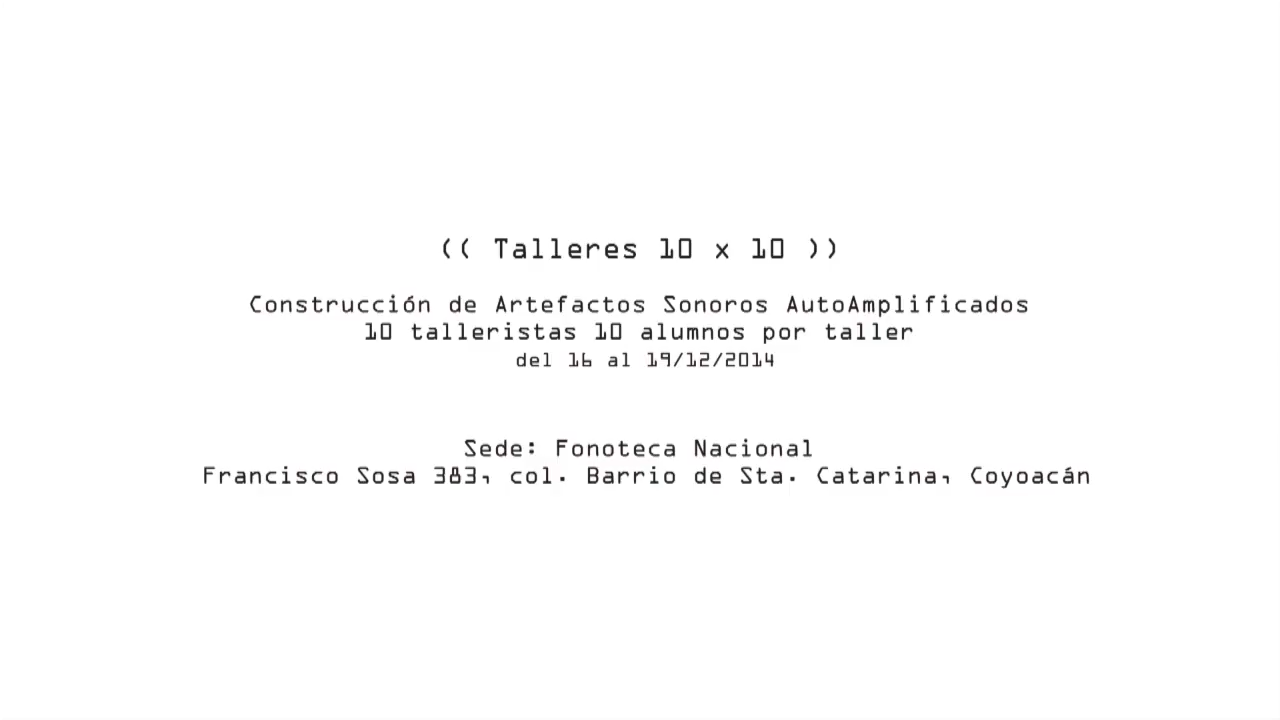 (( Talleres 10 x 10 ))
Construcción de Artefactos Sonoros AutoAmplificados
10 talleristas 10 alumnos por taller
del 16 al 19/12/2014
Sede: Fonoteca Nacional
Francisco Sosa 383, col. Barrio de Sta. Catarina, Coyoacán